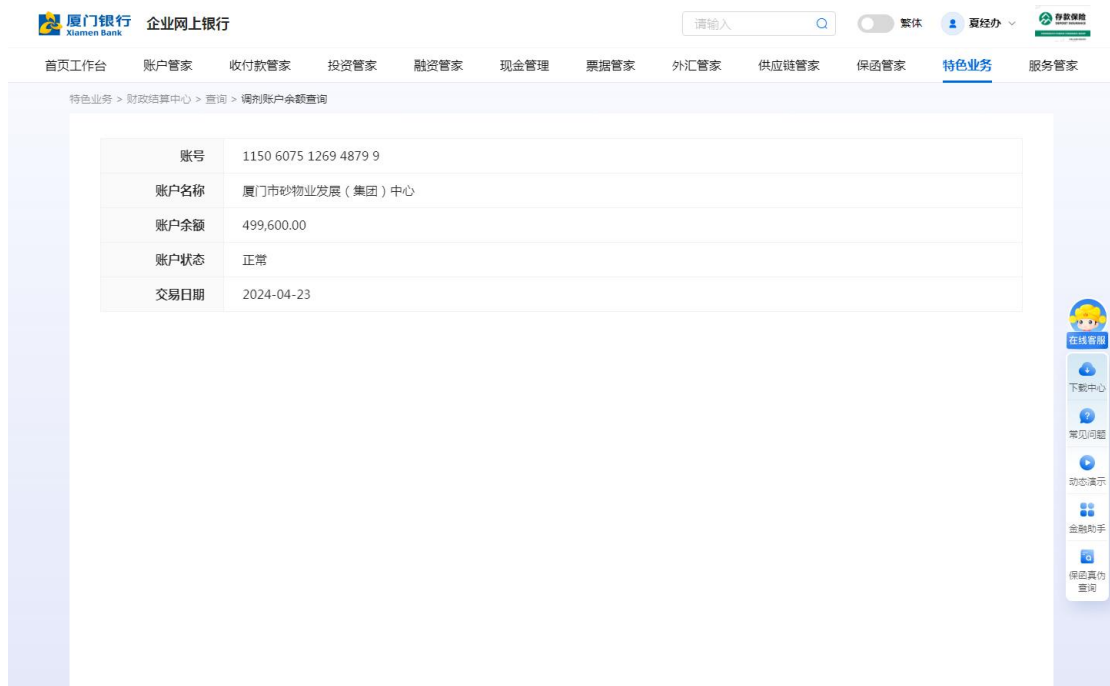 厦门银行 企业网上银行 请输入 繁体 夏经办 存款保险
Xiamen Bank
首页工作台 账户管家 收付款管家 投资管家 融资管家 现金管理 票据管家 外汇管家 供应链管家 保函管家 特色业务 服务管家
特色业务 > 财政结算中心 > 查询 > 调剂账户余额查询
账号 1150 6075 1269 4879 9
账户名称 厦门市砂物业发展（集团）中心
账户余额 499,600.00
账户状态 正常
交易日期 2024-04-23
在线客服
下载中心
常见问题
动态演示
金融助手
保函真伪
查询